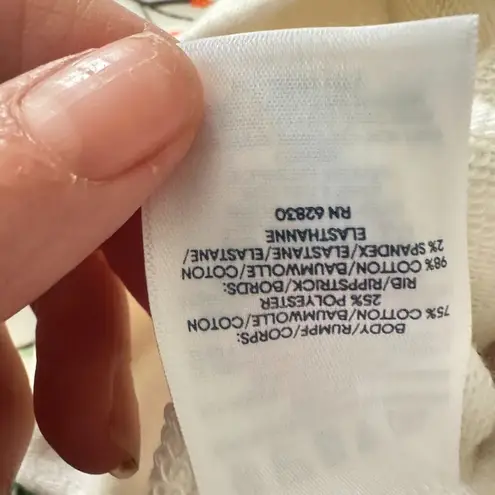 BODY/RUMPF/CORPS:
75% COTTON/BAUMWOLLE/COTON
25% POLYESTER
RIB/RIPPSTRICK/BORDS:
98% COTTON/BAUMWOLLE/COTON
2% SPANDEX/ELASTANE/ELASTANE/
ELASTHANNE
RN 62830